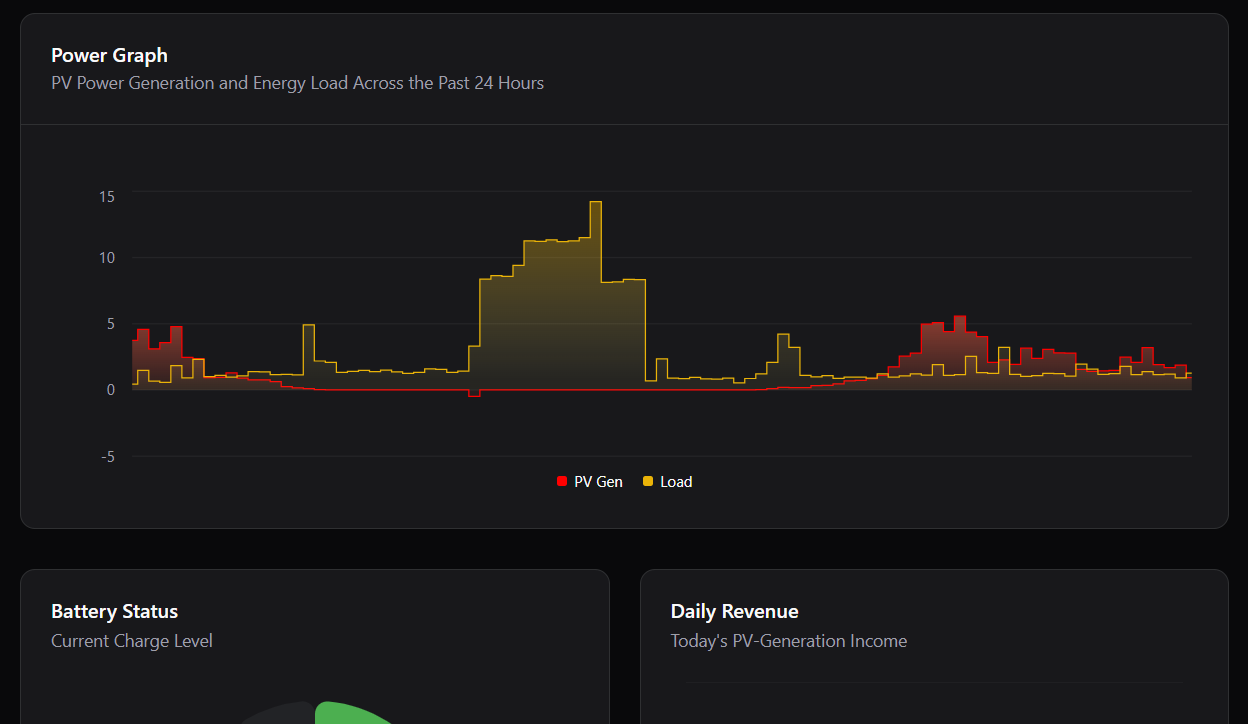 Power Graph
PV Power Generation and Energy Load Across the Past 24 Hours
15
10
5
0
-5
PV Gen Load
Battery Status
Current Charge Level
Daily Revenue
Today's PV-Generation Income